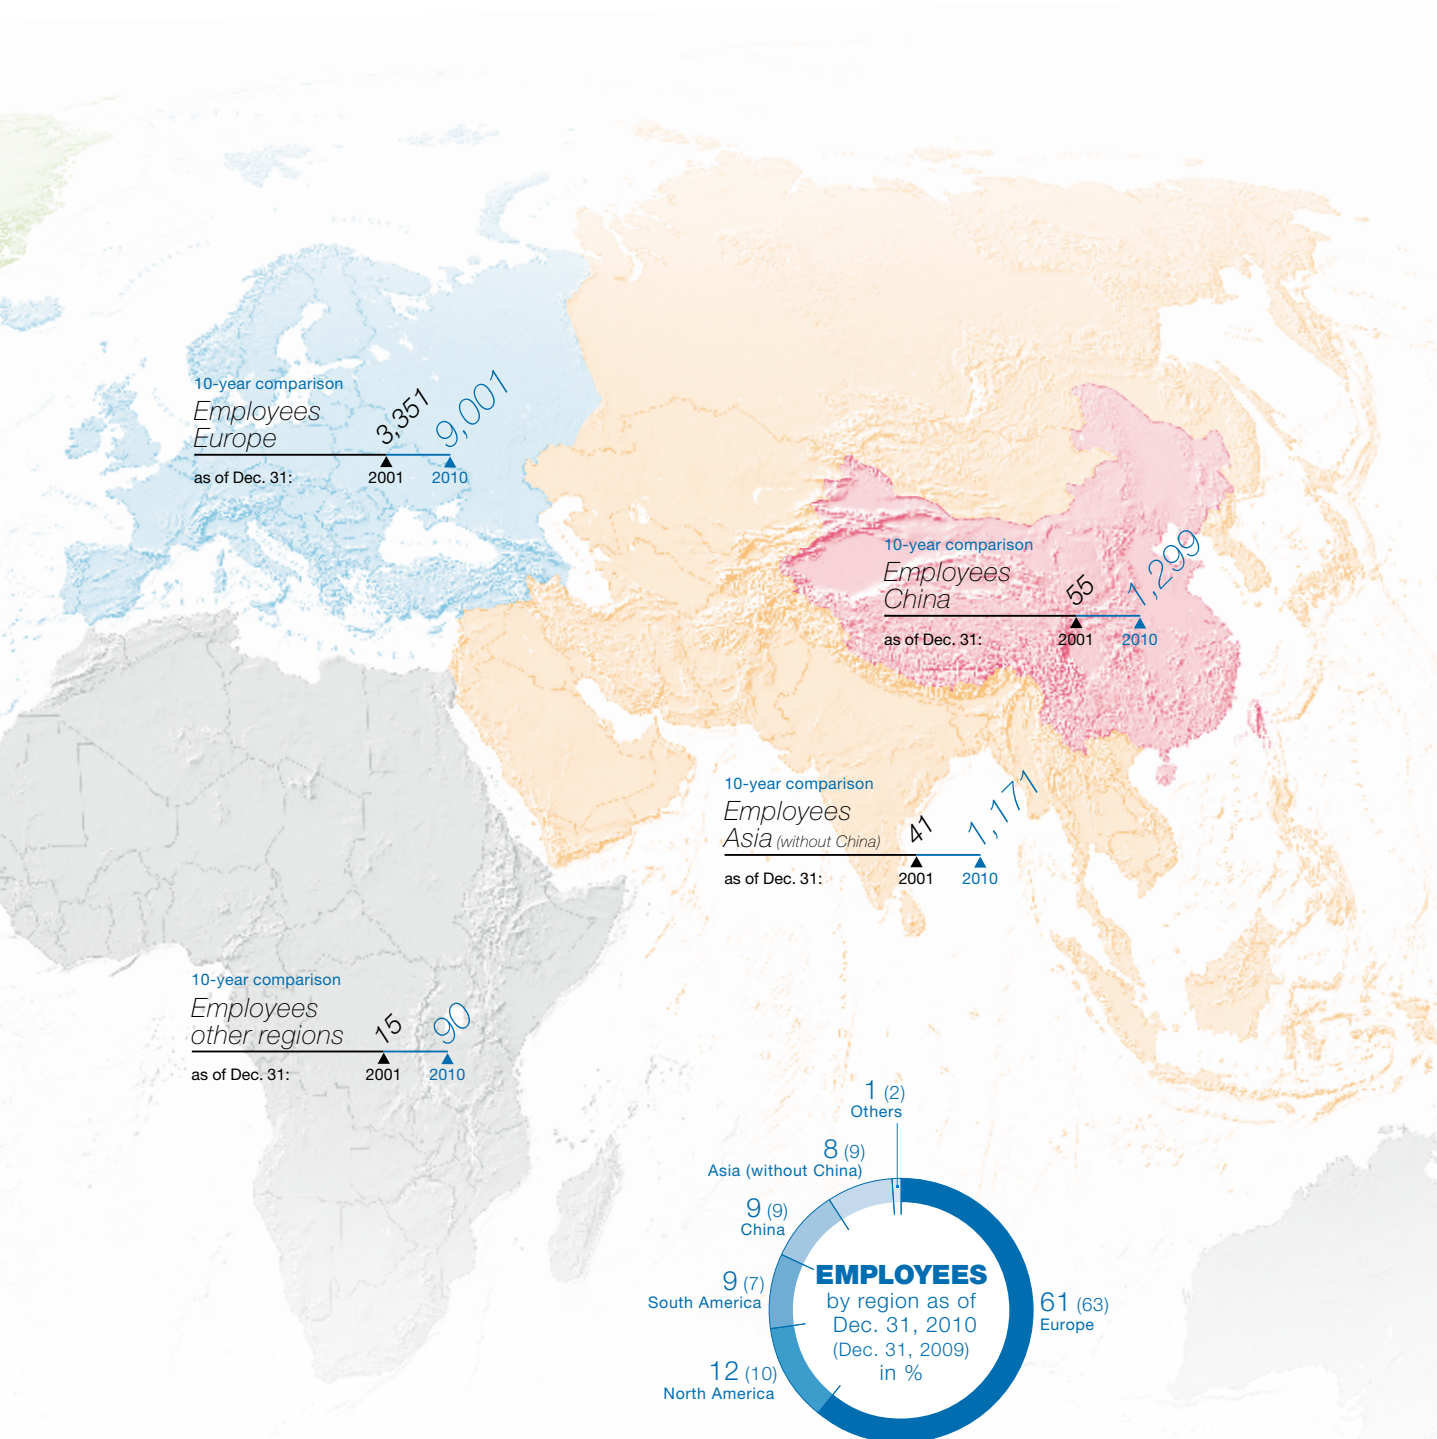 10-year comparison
Employees
Europe
3,351
9,001
as of Dec. 31:
2001
2010
10-year comparison
Employees
China
55
1,299
as of Dec. 31:
2001
2010
10-year comparison
Employees
Asia (without China)
41
1,171
as of Dec. 31:
2001
2010
10-year comparison
Employees
other regions
15
90
as of Dec. 31:
2001
2010
1 (2)
Others
8 (9)
Asia (without China)
9 (9)
China
9 (7)
South America
12 (10)
North America
61 (63)
Europe
EMPLOYEES
by region as of
Dec. 31, 2010
(Dec. 31, 2009)
in %